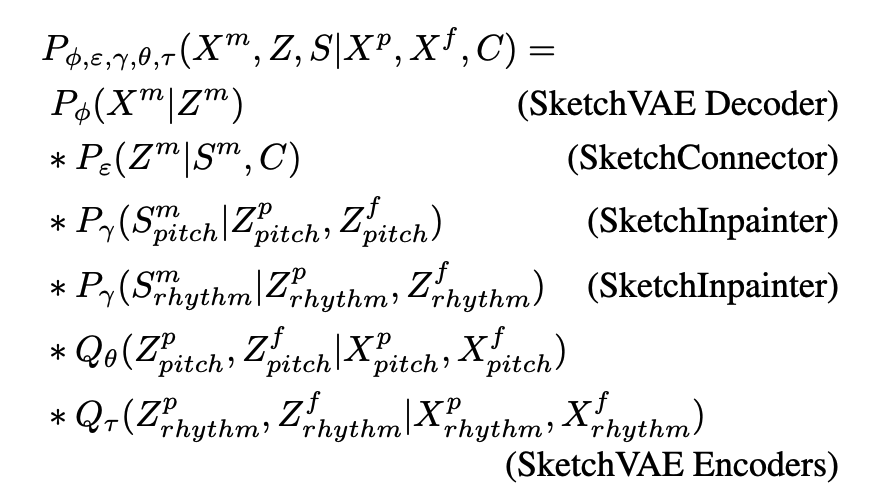 P_{ϕ,ε,γ,θ,τ}(X^m, Z, S|X^p, X^f, C) =
P_ϕ(X^m|Z^m) (SketchVAE Decoder)
* P_ε(Z^m|S^m, C) (SketchConnector)
* P_γ(S^m_{pitch}|Z^p_{pitch}, Z^f_{pitch}) (SketchInpainter)
* P_γ(S^m_{rhythm}|Z^p_{rhythm}, Z^f_{rhythm}) (SketchInpainter)
* Q_θ(Z^p_{pitch}, Z^f_{pitch}|X^p_{pitch}, X^f_{pitch})
* Q_τ(Z^p_{rhythm}, Z^f_{rhythm}|X^p_{rhythm}, X^f_{rhythm})
(SketchVAE Encoders)